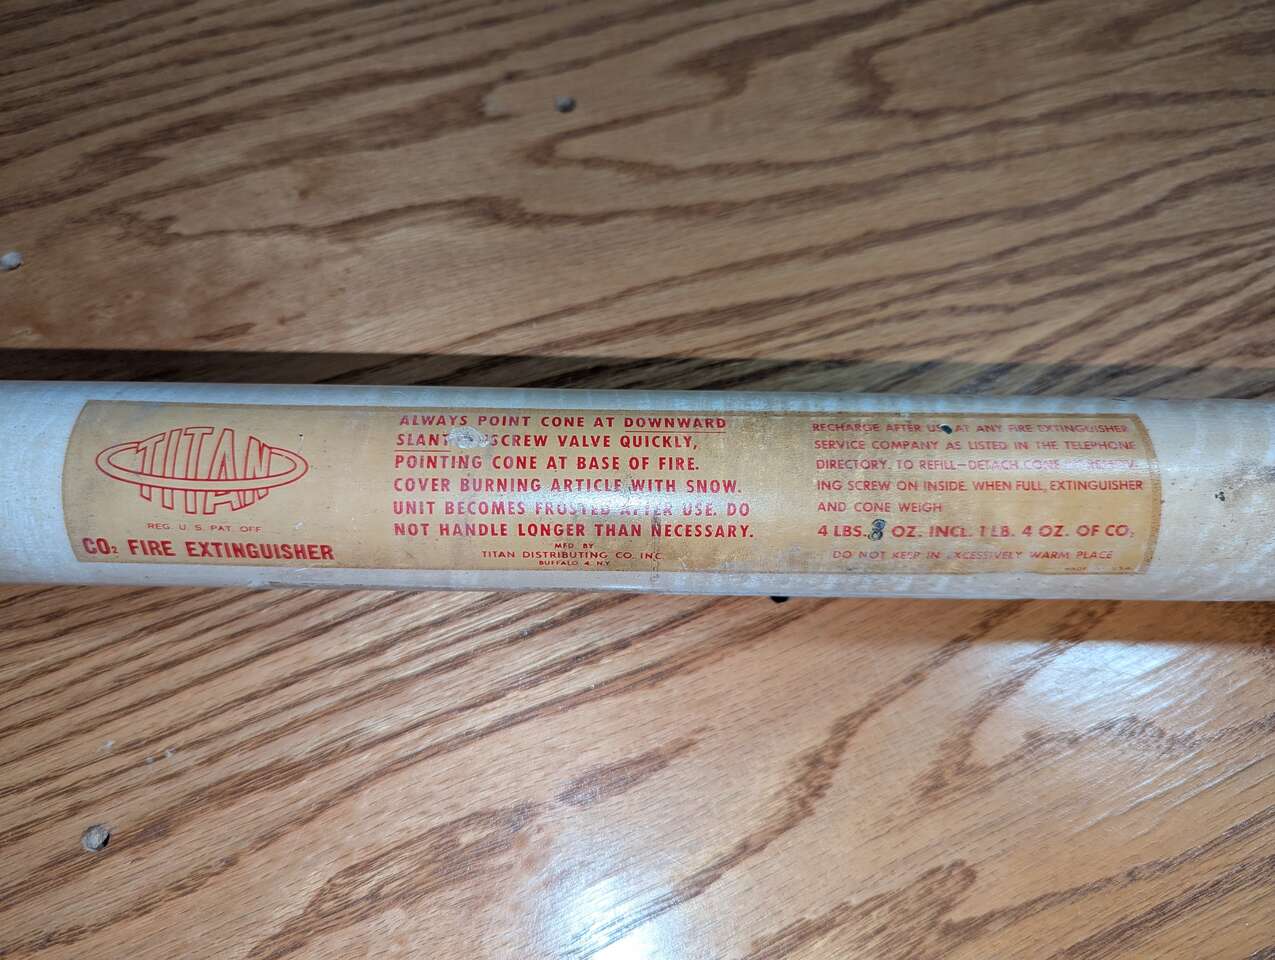 TITAN
REG. U. S. PAT. OFF.
CO₂ FIRE EXTINGUISHER
ALWAYS POINT CONE AT DOWNWARD
SLANT SCREW VALVE QUICKLY,
POINTING CONE AT BASE OF FIRE.
COVER BURNING ARTICLE WITH SNOW.
UNIT BECOMES FROSTED AFTER USE. DO
NOT HANDLE LONGER THAN NECESSARY.
MFD. BY
TITAN DISTRIBUTING CO. INC.
BUFFALO 4, N.Y.
RECHARGE AFTER USE AT ANY FIRE EXTINGUISHER
SERVICE COMPANY AS LISTED IN THE TELEPHONE
DIRECTORY. TO REFILL—DETACH CONE
ING SCREW ON INSIDE. WHEN FULL, EXTINGUISHER
AND CONE WEIGH
4 LBS. OZ. INCL. 1 LB. 4 OZ. OF CO₂
DO NOT KEEP IN EXCESSIVELY WARM PLACE
MADE U.S.A.